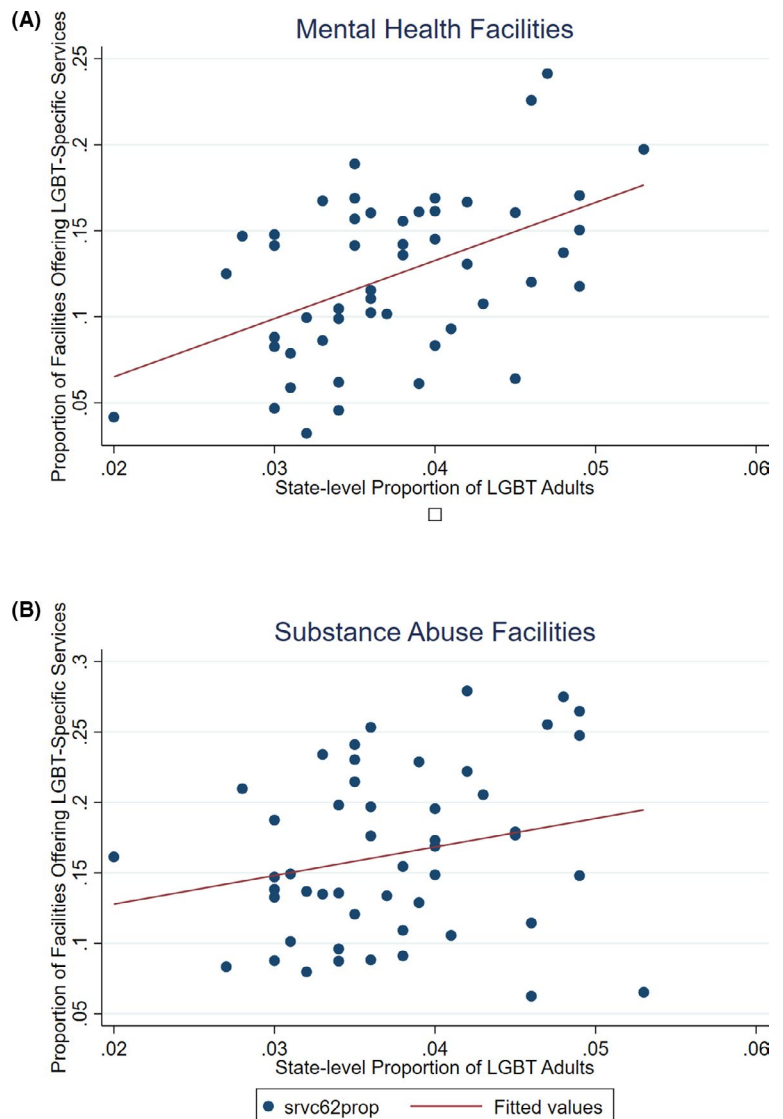 (A)
Mental Health Facilities
Proportion of Facilities Offering LGBT-Specific Services
.25
.2
.15
.1
.05
.02
.03
.04
.05
.06
State-level Proportion of LGBT Adults
(B)
Substance Abuse Facilities
Proportion of Facilities Offering LGBT-Specific Services
.3
.25
.2
.15
.1
.05
.02
.03
.04
.05
.06
State-level Proportion of LGBT Adults
srvc62prop
Fitted values